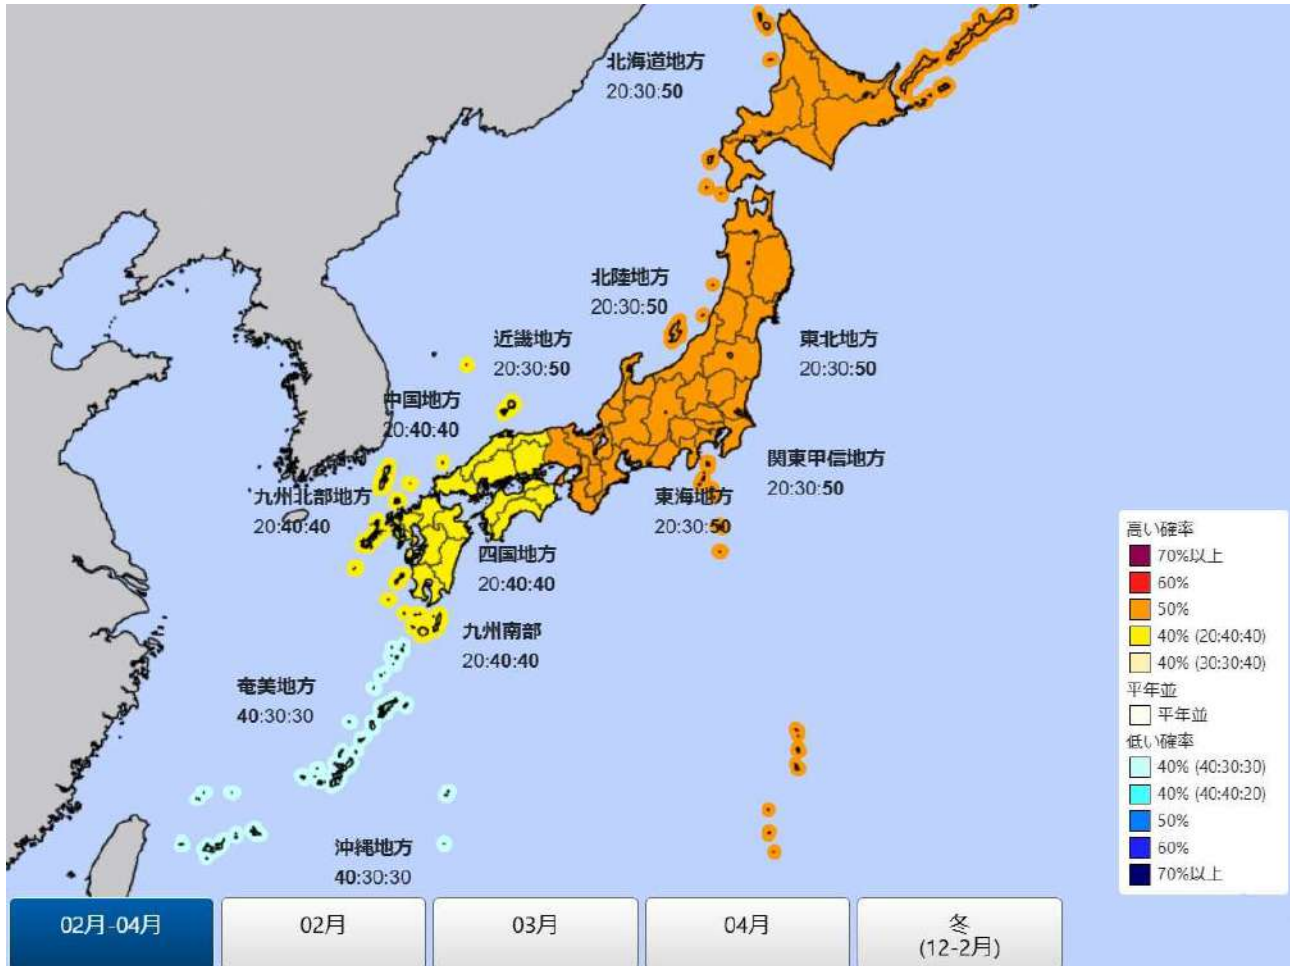 北海道地方
20:30:50
北陸地方
20:30:50
近畿地方
20:30:50
東北地方
20:30:50
中国地方
20:40:40
関東甲信地方
20:30:50
九州北部地方
20:40:40
東海地方
20:30:50
四国地方
20:40:40
九州南部
20:40:40
奄美地方
40:30:30
沖縄地方
40:30:30
高い確率
70%以上
60%
50%
40% (20:40:40)
40% (30:30:40)
平年並
平年並
低い確率
40% (40:30:30)
40% (40:40:20)
50%
60%
70%以上
02月-04月
02月
03月
04月
冬
(12-2月)